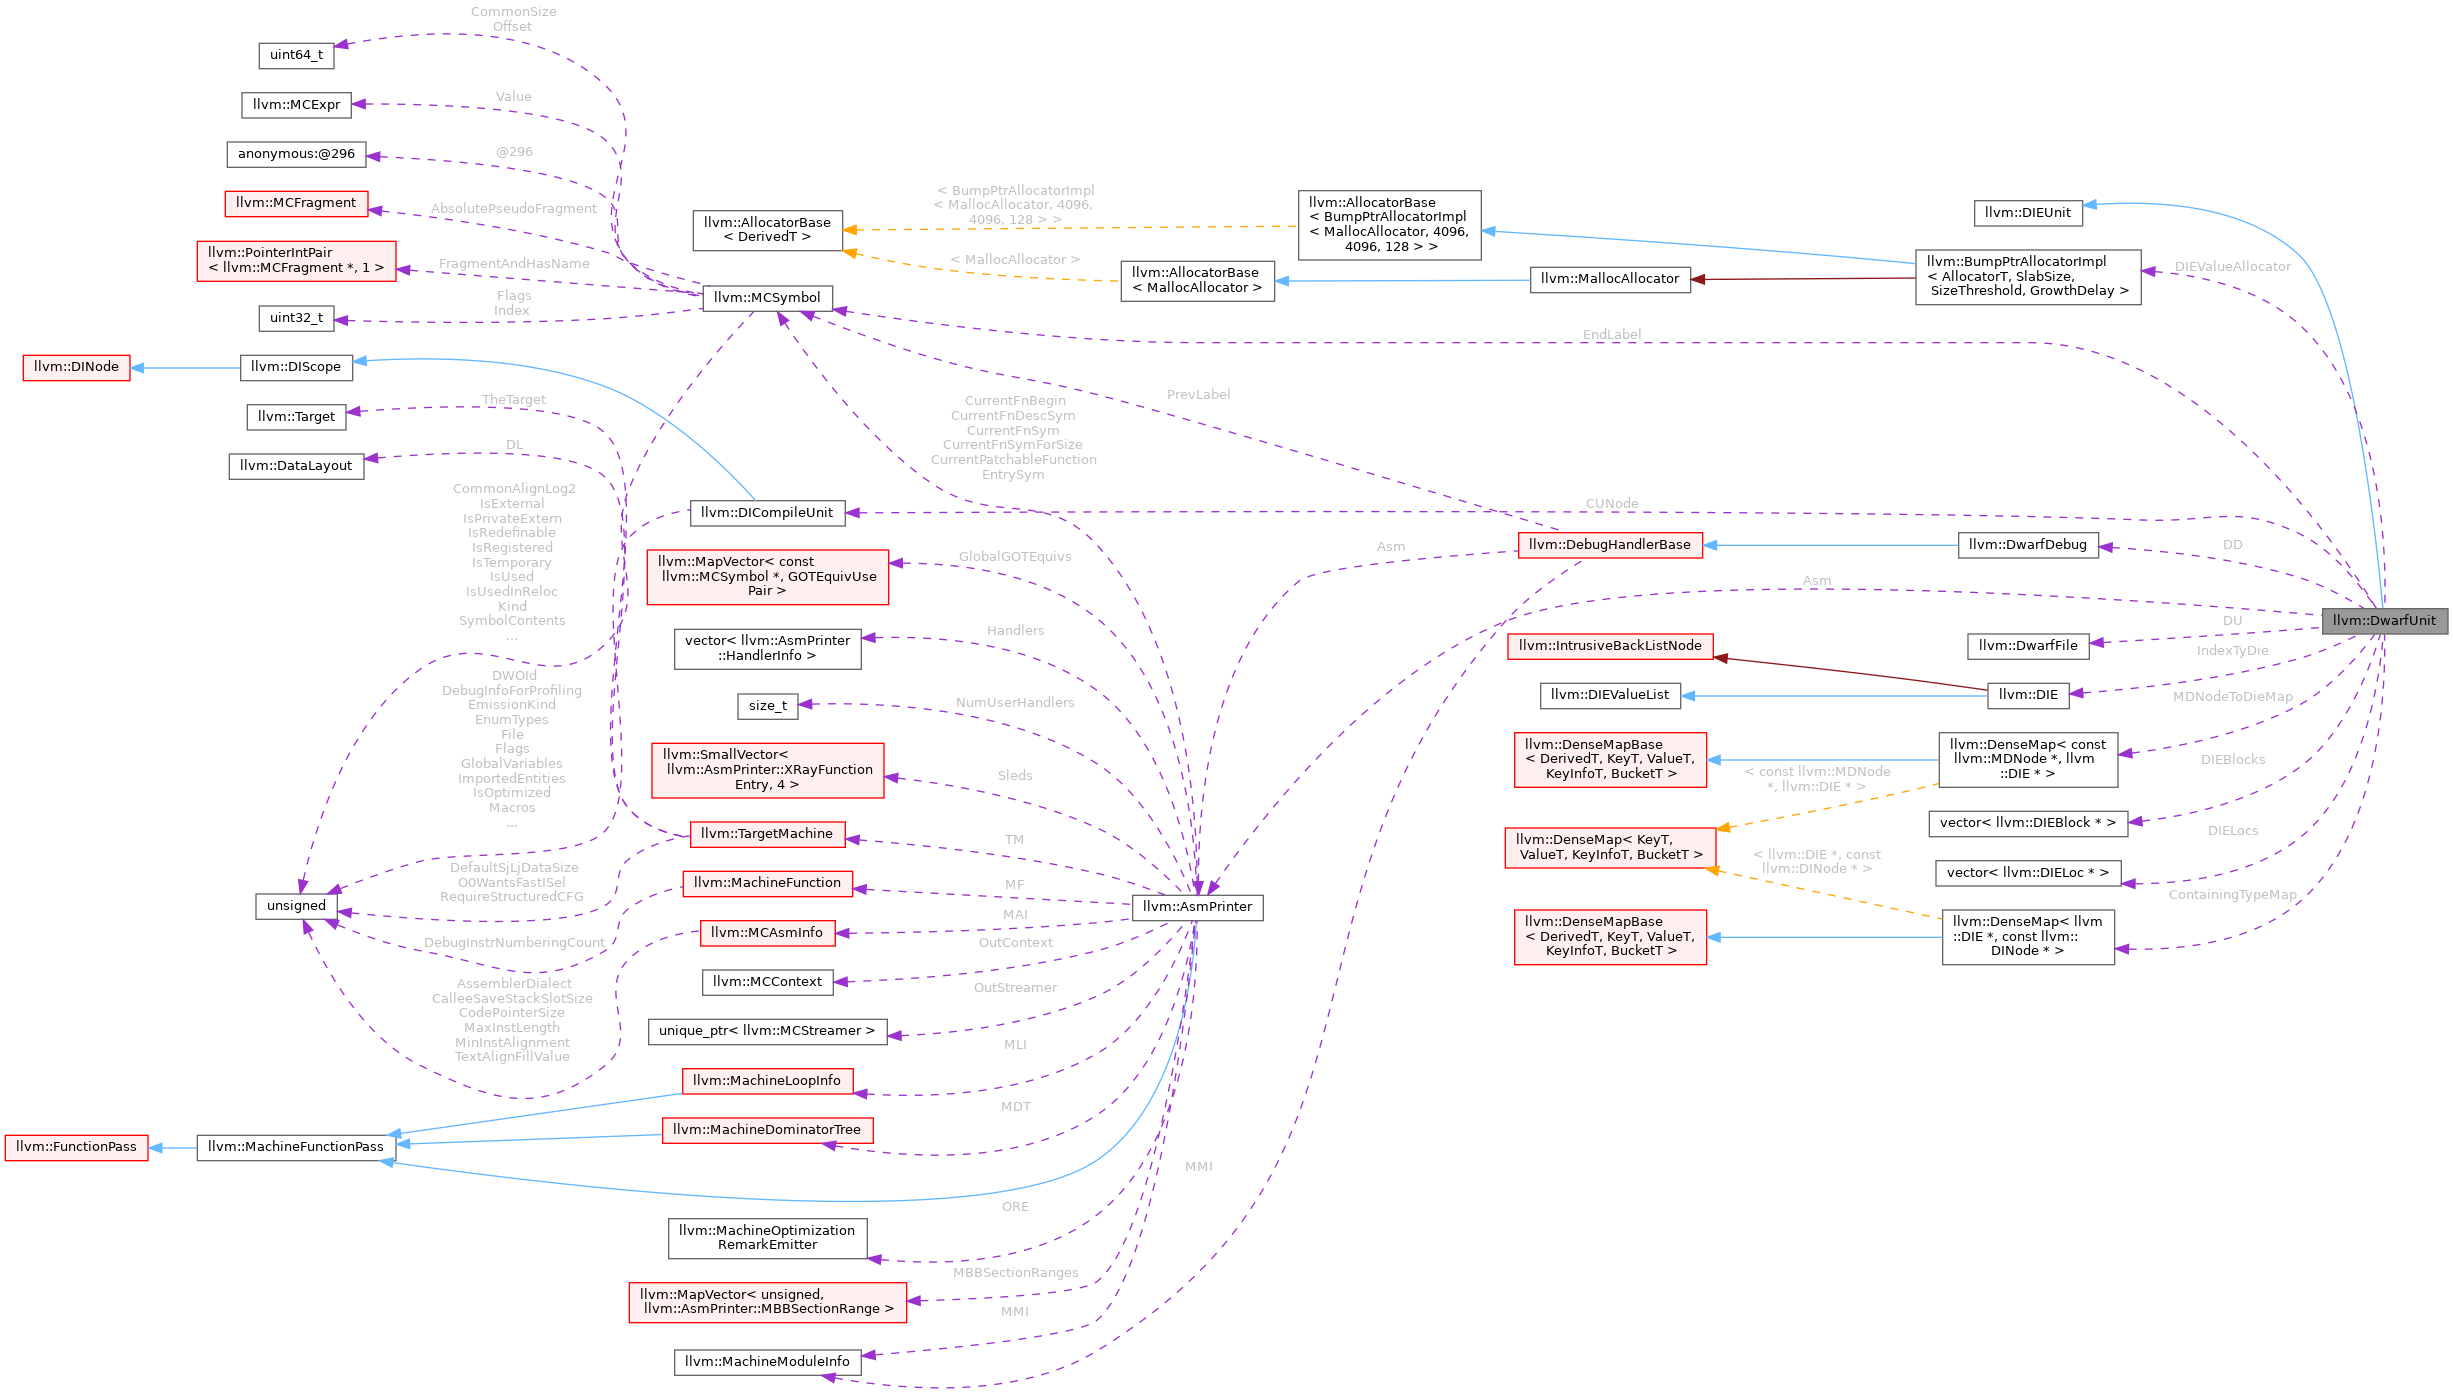 CommonSize
Offset
uint64_t
llvm::MCExpr
Value
anonymous:@296
@296
llvm::MCFragment
AbsolutePseudoFragment
llvm::PointerIntPair
< llvm::MCFragment *, 1 >
FragmentAndHasName
uint32_t
Flags
Index
llvm::MCSymbol
llvm::DINode
llvm::DIScope
llvm::Target
TheTarget
llvm::DataLayout
DL
CommonAlignLog2
IsExternal
IsPrivateExtern
IsRedefinable
IsRegistered
IsTemporary
IsUsed
IsUsedInReloc
Kind
SymbolContents
...
DWOId
DebugInfoForProfiling
EmissionKind
EnumTypes
File
Flags
GlobalVariables
ImportedEntities
IsOptimized
Macros
...
DefaultSjLjDataSize
O0WantsFastISel
RequireStructuredCFG
unsigned
DebugInstrNumberingCount
AssemblerDialect
CalleeSaveStackSlotSize
CodePointerSize
MaxInstLength
MinInstAlignment
TextAlignFillValue
llvm::FunctionPass
llvm::MachineFunctionPass
llvm::AllocatorBase
< DerivedT >
< BumpPtrAllocatorImpl
< MallocAllocator, 4096,
4096, 128 > >
< MallocAllocator >
llvm::AllocatorBase
< BumpPtrAllocatorImpl
< MallocAllocator, 4096,
4096, 128 > >
llvm::AllocatorBase
< MallocAllocator >
llvm::MallocAllocator
llvm::DIEUnit
llvm::BumpPtrAllocatorImpl
< AllocatorT, SlabSize,
SizeThreshold, GrowthDelay >
DIEValueAllocator
EndLabel
PrevLabel
CurrentFnBegin
CurrentFnDescSym
CurrentFnSym
CurrentFnSymForSize
CurrentPatchableFunction
EntrySym
llvm::DICompileUnit
CUNode
llvm::MapVector< const
llvm::MCSymbol *, GOTEquivUse
Pair >
GlobalGOTEquivs
vector< llvm::AsmPrinter
::HandlerInfo >
Handlers
size_t
NumUserHandlers
llvm::SmallVector<
llvm::AsmPrinter::XRayFunction
Entry, 4 >
Sleds
llvm::TargetMachine
TM
llvm::MachineFunction
MF
llvm::MCAsmInfo
MAI
llvm::MCContext
OutContext
unique_ptr< llvm::MCStreamer >
OutStreamer
llvm::MachineLoopInfo
MLI
llvm::MachineDominatorTree
MDT
llvm::MachineOptimization
RemarkEmitter
ORE
llvm::MapVector< unsigned,
llvm::AsmPrinter::MBBSectionRange >
MBBSectionRanges
llvm::MachineModuleInfo
MMI
MMI
llvm::AsmPrinter
Asm
Asm
llvm::DebugHandlerBase
llvm::DwarfDebug
DD
llvm::DwarfUnit
llvm::IntrusiveBackListNode
llvm::DwarfFile
DU
llvm::DIEValueList
llvm::DIE
IndexTyDie
llvm::DenseMapBase
< DerivedT, KeyT, ValueT,
KeyInfoT, BucketT >
llvm::DenseMap< const
llvm::MDNode *, llvm
::DIE * >
MDNodeToDieMap
< const llvm::MDNode
*, llvm::DIE * >
llvm::DenseMap< KeyT,
ValueT, KeyInfoT, BucketT >
vector< llvm::DIEBlock * >
DIEBlocks
< llvm::DIE *, const
llvm::DINode * >
vector< llvm::DIELoc * >
DIELocs
llvm::DenseMapBase
< DerivedT, KeyT, ValueT,
KeyInfoT, BucketT >
llvm::DenseMap< llvm
::DIE *, const llvm::
DINode * >
ContainingTypeMap